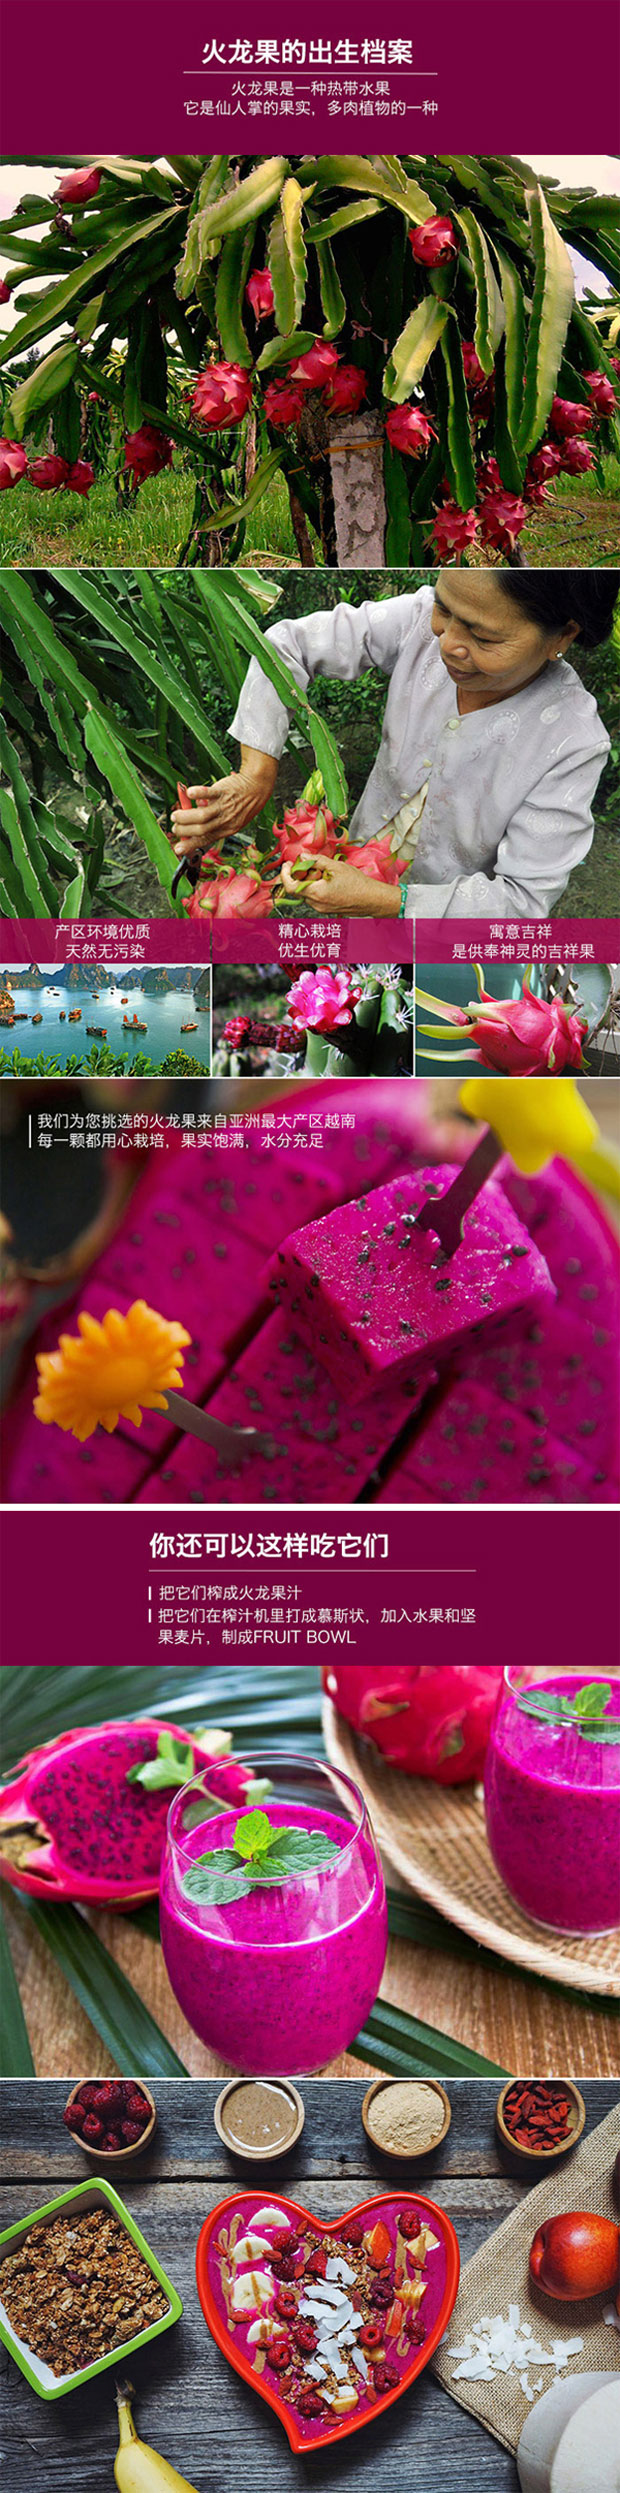 火龙果的出生档案
火龙果是一种热带水果
它是仙人掌的果实，多肉植物的一种
产区环境优质
天然无污染
精心栽培
优生优育
寓意吉祥
是供奉神灵的吉祥果
我们为您挑选的火龙果来自亚洲最大产区越南
每一颗都用心栽培，果实饱满，水分充足
你还可以这样吃它们
把它们榨成火龙果汁
把它们在榨汁机里打成慕斯状，加入水果和坚
果麦片，制成FRUIT BOWL